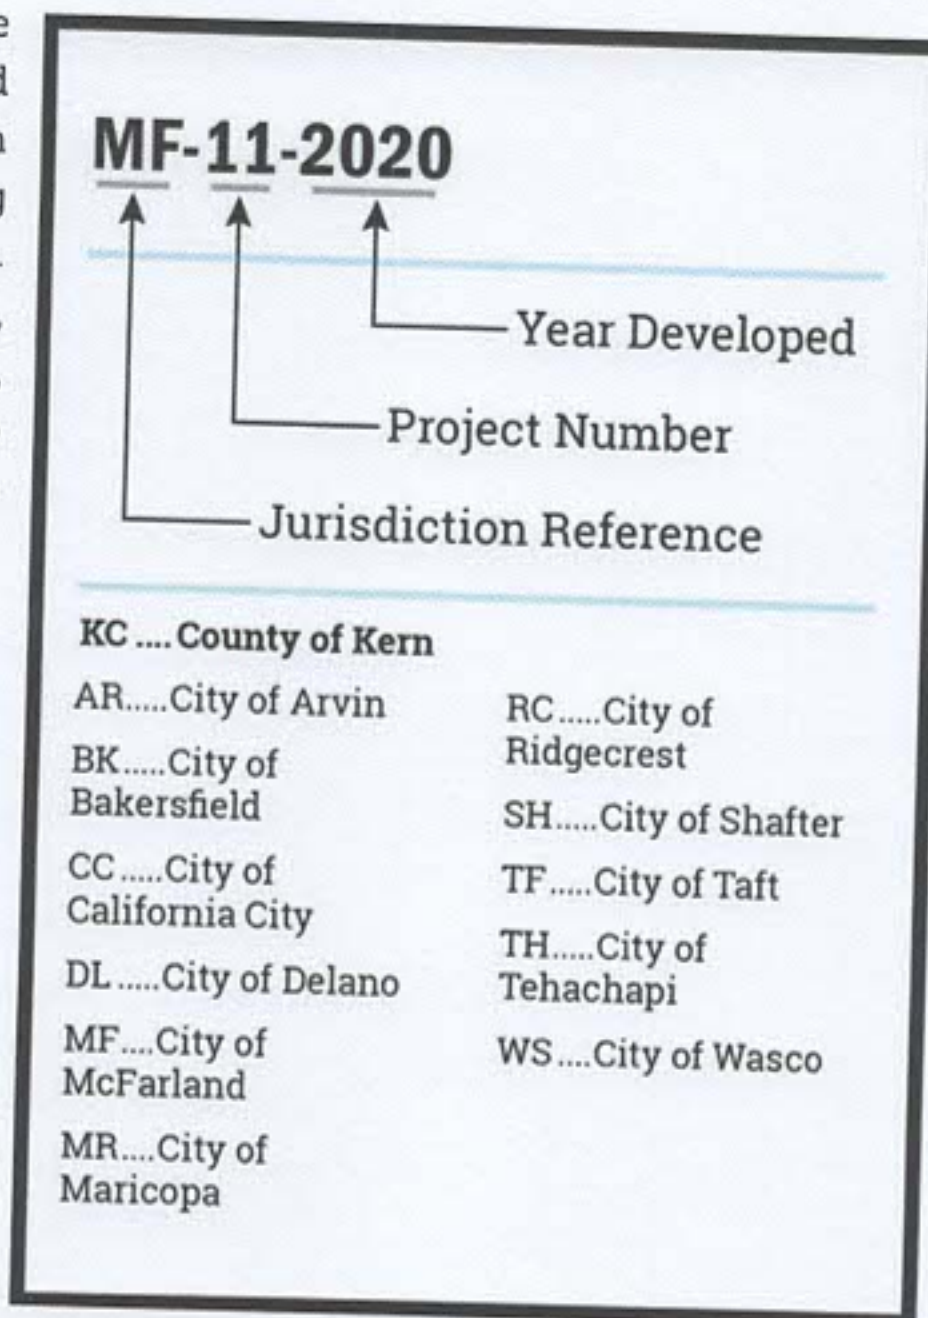 MF-11-2020
Year Developed
Project Number
Jurisdiction Reference
KC .... County of Kern
AR.....City of Arvin
BK.....City of
Bakersfield
CC.....City of
California City
DL.....City of Delano
MF....City of
McFarland
MR....City of
Maricopa
RC.....City of
Ridgecrest
SH.....City of Shafter
TF.....City of Taft
TH.....City of
Tehachapi
WS....City of Wasco